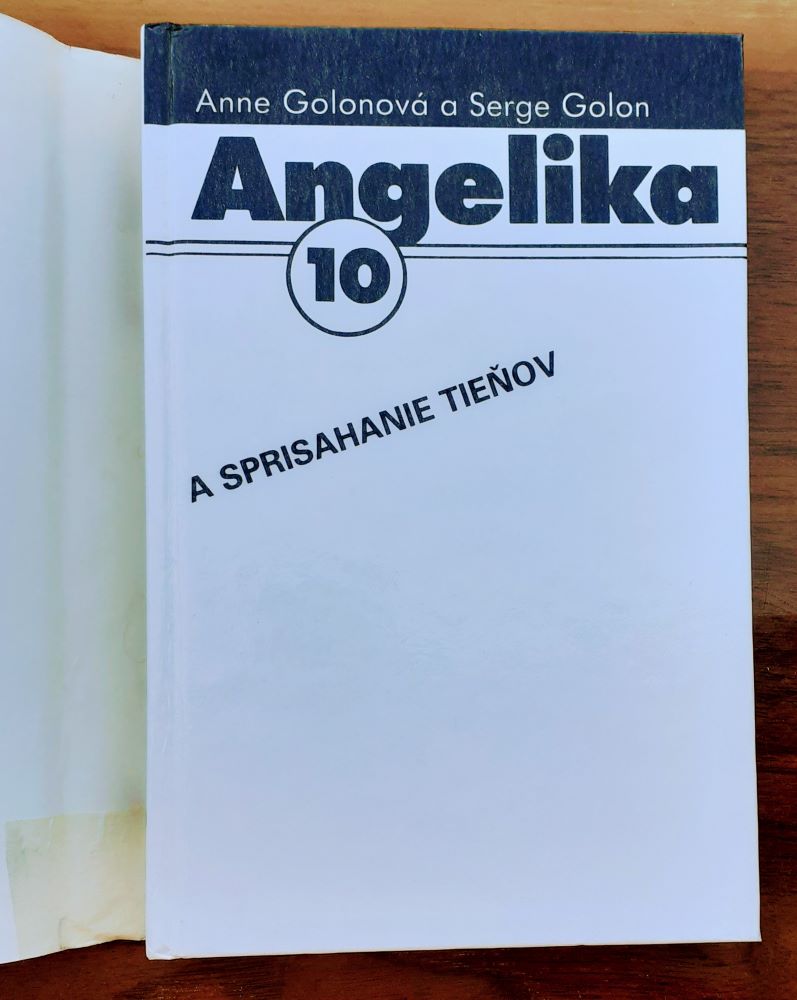 Anne Golonová a Serge Golon
Angelika
10
A SPRISAHANIE TIEŇOV